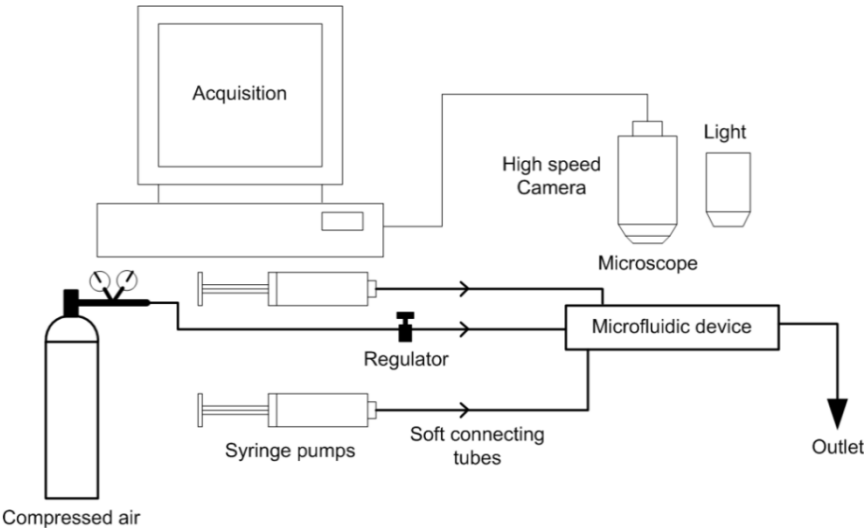 Acquisition
Light
High speed
Camera
Microscope
Microfluidic device
Regulator
Soft connecting
tubes
Syringe pumps
Outlet
Compressed air